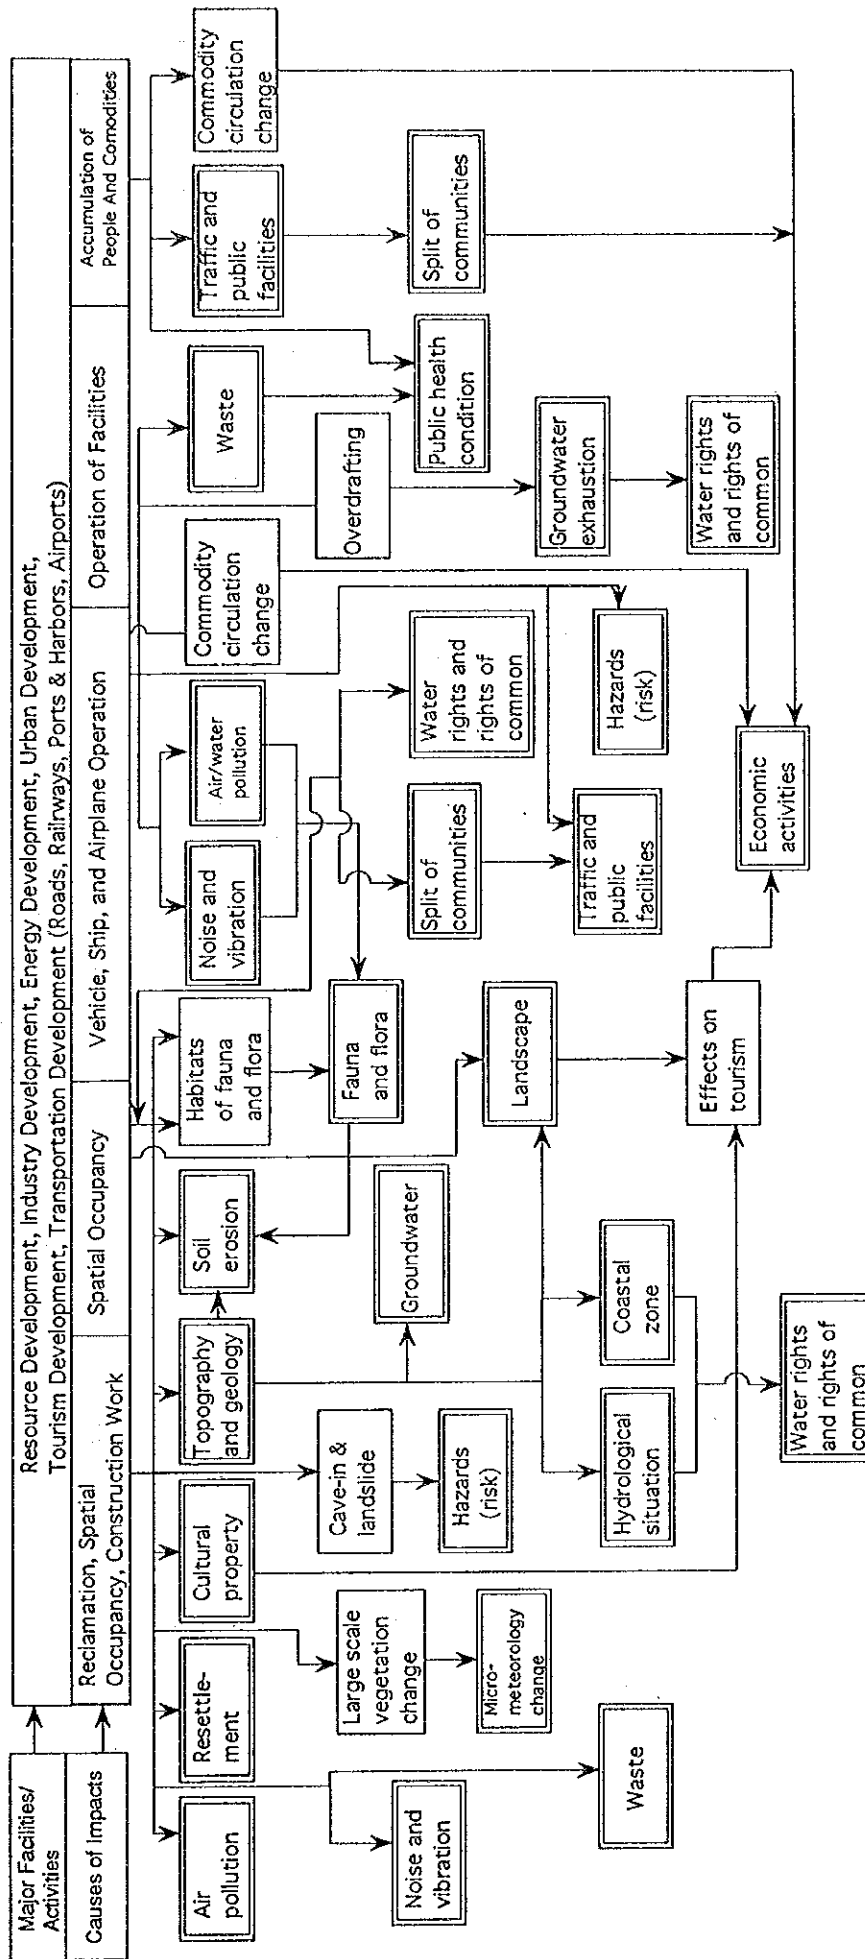 Major Facilities/
Activities
Resource Development, Industry Development, Energy Development, Urban Development,
Tourism Development, Transportation Development (Roads, Railways, Ports & Harbors, Airports)
Causes of Impacts
Reclamation, Spatial
Occupancy, Construction Work
Spatial Occupancy
Vehicle, Ship, and Airplane Operation
Operation of Facilities
Accumulation of
People And Comodities
Air
pollution
Resettle-
ment
Cultural
property
Topography
and geology
Soil
erosion
Habitats
of fauna
and flora
Noise and
vibration
Air/water
pollution
Commodity
circulation
change
Waste
Traffic and
public
facilities
Commodity
circulation
change
Large scale
vegetation
change
Cave-in &
landslide
Fauna
and flora
Overdrafting
Noise and
vibration
Groundwater
Split of
communities
Water
rights and
rights of
common
Public health
condition
Split of
communities
Micro-
meteorology
change
Hazards
(risk)
Landscape
Groundwater
exhaustion
Waste
Hydrological
situation
Coastal
zone
Traffic and
public
facilities
Hazards
(risk)
Effects on
tourism
Economic
activities
Water rights
and rights of
common
Water rights
and rights of
common